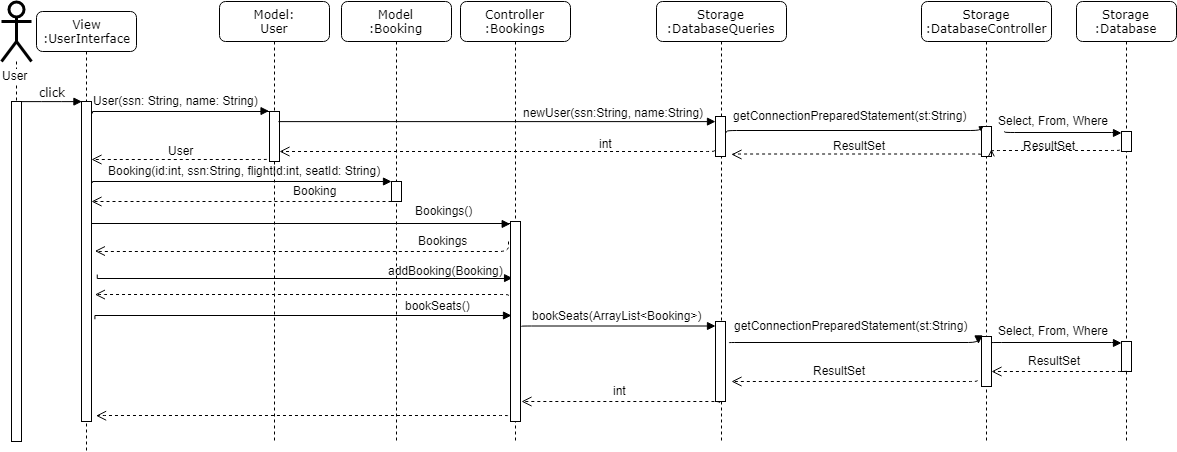 View
:UserInterface
Model:
User
Model
:Booking
Controller
:Bookings
Storage
:DatabaseQueries
Storage
:DatabaseController
Storage
:Database
User
click
User(ssn: String, name: String)
newUser(ssn:String, name:String)
getConnectionPreparedStatement(st:String)
Select, From, Where
ResultSet
ResultSet
int
User
Booking(id:int, ssn:String, flightId:int, seatId: String)
Booking
Bookings()
Bookings
addBooking(Booking)
bookSeats()
bookSeats(ArrayList<Booking>)
getConnectionPreparedStatement(st:String)
Select, From, Where
ResultSet
ResultSet
int